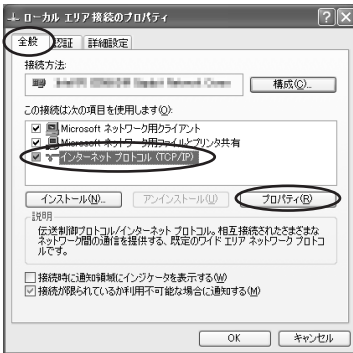 ローカル エリア接続のプロパティ
全般 認証 詳細設定
接続方法:
構成(C)...
この接続は次の項目を使用します(O):
Microsoft ネットワーク用クライアント
Microsoft ネットワーク用ファイルとプリンタ共有
インターネット プロトコル (TCP/IP)
インストール(N)... アンインストール(U) プロパティ(R)
説明
伝送制御プロトコル/インターネット プロトコル。相互接続されたさまざまな
ネットワーク間の通信を提供する、既定のワイド エリア ネットワーク プロトコ
ルです。
接続時に通知領域にインジケータを表示する(W)
接続が限られているか利用不可能な場合に通知する(M)
OK キャンセル